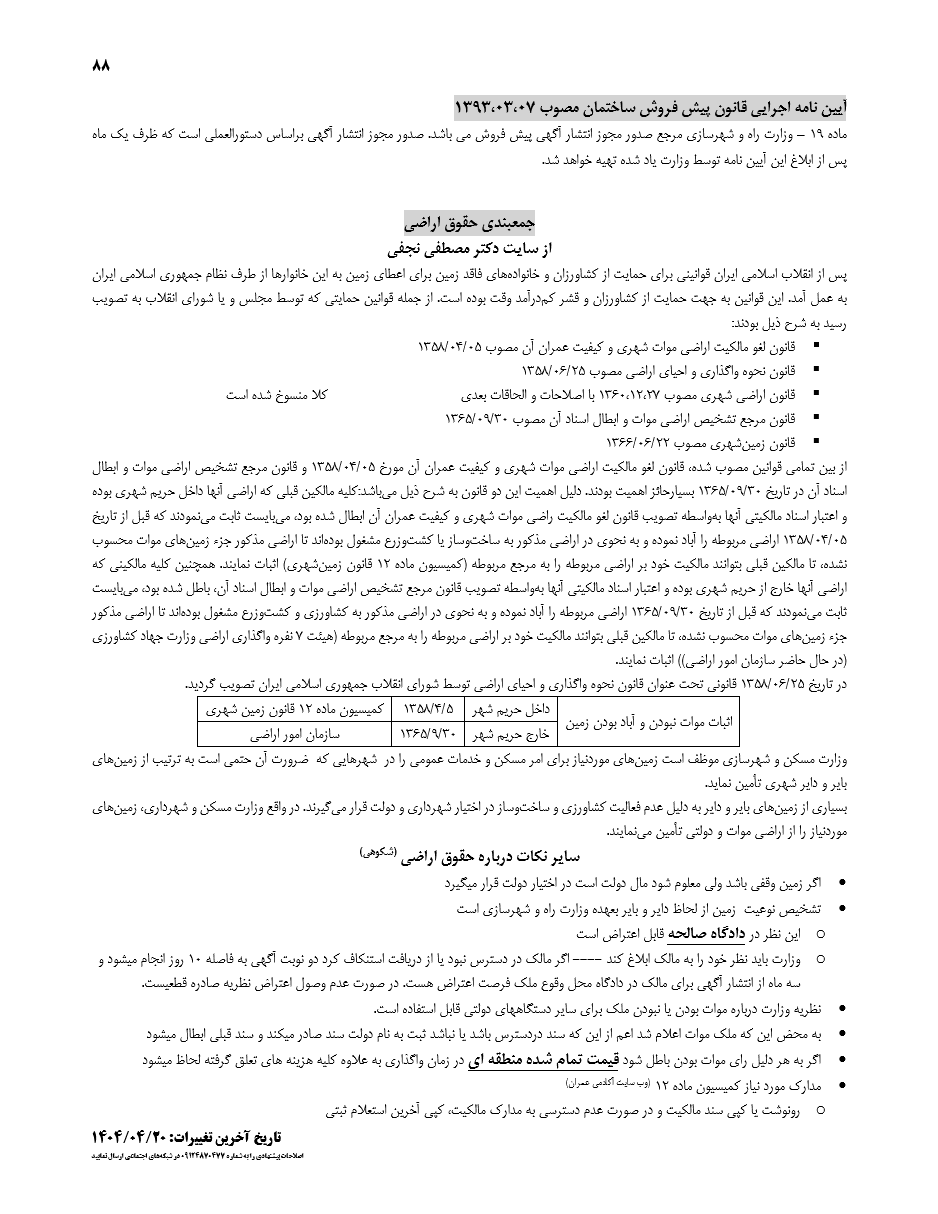 ۸۸
آیین نامه اجرایی قانون پیش فروش ساختمان مصوب ۱۳۹۳،۰۳،۰۷
ماده ۱۹ – وزارت راه و شهرسازی مرجع صدور مجوز انتشار آگهی پیش فروش می باشد. صدور مجوز انتشار آگهی براساس دستورالعملی است که ظرف یک ماه
پس از ابلاغ این آیین نامه توسط وزارت یاد شده تهیه خواهد شد.
جمعبندی حقوق اراضی
از سایت دکتر مصطفی نجفی
پس از انقلاب اسلامی ایران قوانینی برای حمایت از کشاورزان و خانواده‌های فاقد زمین برای اعطای زمین به این خانوارها از طرف نظام جمهوری اسلامی ایران
به عمل آمد. این قوانین به جهت حمایت از کشاورزان و قشر کم‌درآمد وقت بوده است. از جمله قوانین حمایتی که توسط مجلس و یا شورای انقلاب به تصویب
رسید به شرح ذیل بودند:
▪ قانون لغو مالکیت اراضی موات شهری و کیفیت عمران آن مصوب ۱۳۵۸/۰۴/۰۵
▪ قانون نحوه واگذاری و احیای اراضی مصوب ۱۳۵۸/۰۶/۲۵
▪ قانون اراضی شهری مصوب ۱۳۶۰،۱۲،۲۷ با اصلاحات و الحاقات بعدی کلا منسوخ شده است
▪ قانون مرجع تشخیص اراضی موات و ابطال اسناد آن مصوب ۱۳۶۵/۰۹/۳۰
▪ قانون زمین‌شهری مصوب ۱۳۶۶/۰۶/۲۲
از بین تمامی قوانین مصوب شده، قانون لغو مالکیت اراضی موات شهری و کیفیت عمران آن مورخ ۱۳۵۸/۰۴/۰۵ و قانون مرجع تشخیص اراضی موات و ابطال
اسناد آن در تاریخ ۱۳۶۵/۰۹/۳۰ بسیارحائز اهمیت بودند. دلیل اهمیت این دو قانون به شرح ذیل می‌باشد:کلیه مالکین قبلی که اراضی آنها داخل حریم شهری بوده
و اعتبار اسناد مالکیتی آنها به‌واسطه تصویب قانون لغو مالکیت راضی موات شهری و کیفیت عمران آن ابطال شده بود، می‌بایست ثابت می‌نمودند که قبل از تاریخ
۱۳۵۸/۰۴/۰۵ اراضی مربوطه را آباد نموده و به نحوی در اراضی مذکور به ساخت‌وساز یا کشت‌وزرع مشغول بوده‌اند تا اراضی مذکور جزء زمین‌های موات محسوب
نشده، تا مالکین قبلی بتوانند مالکیت خود بر اراضی مربوطه را به مرجع مربوطه (کمیسیون ماده ۱۲ قانون زمین‌شهری) اثبات نمایند. همچنین کلیه مالکینی که
اراضی آنها خارج از حریم شهری بوده و اعتبار اسناد مالکیتی آنها به‌واسطه تصویب قانون مرجع تشخیص اراضی موات و ابطال اسناد آن، باطل شده بود، می‌بایست
ثابت می‌نمودند که قبل از تاریخ ۱۳۶۵/۰۹/۳۰ اراضی مربوطه را آباد نموده و به نحوی در اراضی مذکور به کشاورزی و کشت‌وزرع مشغول بوده‌اند تا اراضی مذکور
جزء زمین‌های موات محسوب نشده، تا مالکین قبلی بتوانند مالکیت خود بر اراضی مربوطه را به مرجع مربوطه (هیئت ۷ نفره واگذاری اراضی وزارت جهاد کشاورزی
(در حال حاضر سازمان امور اراضی)) اثبات نمایند.
در تاریخ ۱۳۵۸/۰۶/۲۵ قانونی تحت عنوان قانون نحوه واگذاری و احیای اراضی توسط شورای انقلاب جمهوری اسلامی ایران تصویب گردید.
اثبات موات نبودن و آباد بودن زمین داخل حریم شهر ۱۳۵۸/۴/۵ کمیسیون ماده ۱۲ قانون زمین شهری
خارج حریم شهر ۱۳۶۵/۹/۳۰ سازمان امور اراضی
وزارت مسکن و شهرسازی موظف است زمین‌های موردنیاز برای امر مسکن و خدمات عمومی را در شهرهایی که ضرورت آن حتمی است به ترتیب از زمین‌های
بایر و دایر شهری تأمین نماید.
بسیاری از زمین‌های بایر و دایر به دلیل عدم فعالیت کشاورزی و ساخت‌وساز در اختیار شهرداری و دولت قرار می‌گیرند. در واقع وزارت مسکن و شهرداری، زمین‌های
موردنیاز را از اراضی موات و دولتی تأمین می‌نمایند.
سایر نکات درباره حقوق اراضی (شکوهی)
• اگر زمین وقفی باشد ولی معلوم شود مال دولت است در اختیار دولت قرار میگیرد
• تشخیص نوعیت زمین از لحاظ دایر و بایر بعهده وزارت راه و شهرسازی است
○ این نظر در دادگاه صالحه قابل اعتراض است
○ وزارت باید نظر خود را به مالک ابلاغ کند ---- اگر مالک در دسترس نبود یا از دریافت استنکاف کرد دو نوبت آگهی به فاصله ۱۰ روز انجام میشود و
سه ماه از انتشار آگهی برای مالک در دادگاه محل وقوع ملک فرصت اعتراض هست. در صورت عدم وصول اعتراض نظریه صادره قطعیست.
• نظریه وزارت درباره موات بودن یا نبودن ملک برای سایر دستگاههای دولتی قابل استفاده است.
• به محض این که ملک موات اعلام شد اعم از این که سند دردسترس باشد یا نباشد ثبت به نام دولت سند صادر میکند و سند قبلی ابطال میشود
• اگر به هر دلیل رای موات بودن باطل شود قیمت تمام شده منطقه ای در زمان واگذاری به علاوه کلیه هزینه های تعلق گرفته لحاظ میشود
• مدارک مورد نیاز کمیسیون ماده ۱۲ (وب سایت آکادمی عمران)
○ رونوشت یا کپی سند مالکیت و در صورت عدم دسترسی به مدارک مالکیت، کپی آخرین استعلام ثبتی
تاریخ آخرین تغییرات: ۱۴۰۴/۰۴/۲۰
اصلاحات پیشنهادی را به شماره ۰۹۱۲۴۸۷۰۴۷۷ در شبکه‌های اجتماعی ارسال نمایید